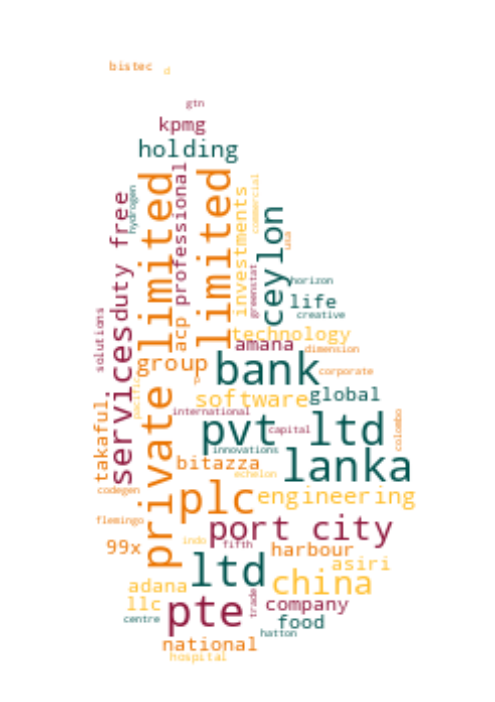 bistec
d
gtn
kpmg
holding
private limited
limited
professional
duty free
hydrogen
services
investments
commercial
ceylon
uaa
greenstat
horizon
life
creative
solutions
acp
technology
amana
dimension
group
bank
corporate
p
pacific
software
global
takaful
international
pvt ltd
capital
colombo
innovations
bitazza
lanka
echelon
codegen
plc
engineering
flemingo
port city
99x
indo
fifth
harbour
ltd
asiri
china
adana
llc
pte
trade
company
centre
food
hatton
national
hospital